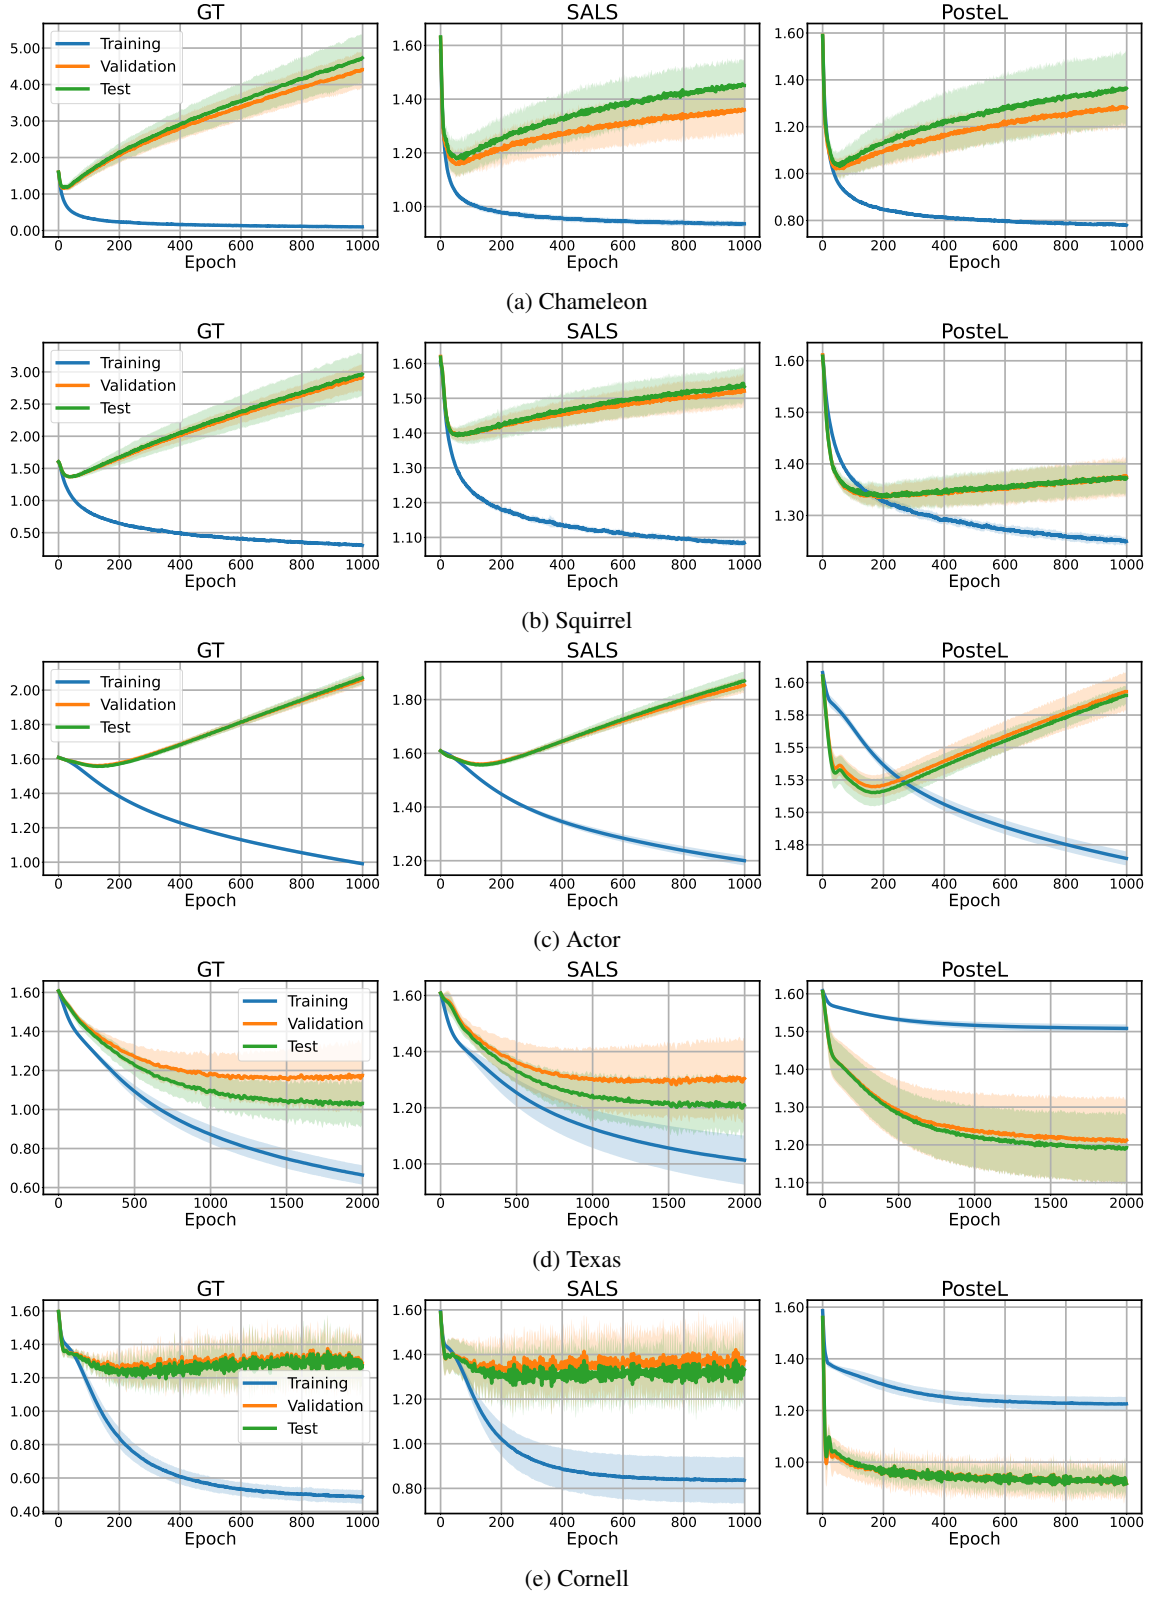 GT SALS PosteL
Training
Validation
Test
5.00
4.00
3.00
2.00
1.00
0.00
1.60
1.40
1.20
1.00
1.60
1.40
1.20
1.00
0.80
0 200 400 600 800 1000 0 200 400 600 800 1000 0 200 400 600 800 1000
Epoch Epoch Epoch
(a) Chameleon
GT SALS PosteL
Training
Validation
Test
3.00
2.50
2.00
1.50
1.00
0.50
1.60
1.50
1.40
1.30
1.20
1.10
1.60
1.50
1.40
1.30
0 200 400 600 800 1000 0 200 400 600 800 1000 0 200 400 600 800 1000
Epoch Epoch Epoch
(b) Squirrel
GT SALS PosteL
Training
Validation
Test
2.00
1.80
1.60
1.40
1.20
1.00
1.80
1.60
1.40
1.20
1.60
1.58
1.55
1.53
1.50
1.48
0 200 400 600 800 1000 0 200 400 600 800 1000 0 200 400 600 800 1000
Epoch Epoch Epoch
(c) Actor
GT SALS PosteL
Training
Validation
Test
1.60
1.40
1.20
1.00
0.80
0.60
1.60
1.40
1.20
1.00
1.60
1.50
1.40
1.30
1.20
1.10
0 500 1000 1500 2000 0 500 1000 1500 2000 0 500 1000 1500 2000
Epoch Epoch Epoch
(d) Texas
GT SALS PosteL
Training
Validation
Test
1.60
1.40
1.20
1.00
0.80
0.60
0.40
1.60
1.40
1.20
1.00
0.80
1.60
1.40
1.20
1.00
0 200 400 600 800 1000 0 200 400 600 800 1000 0 200 400 600 800 1000
Epoch Epoch Epoch
(e) Cornell